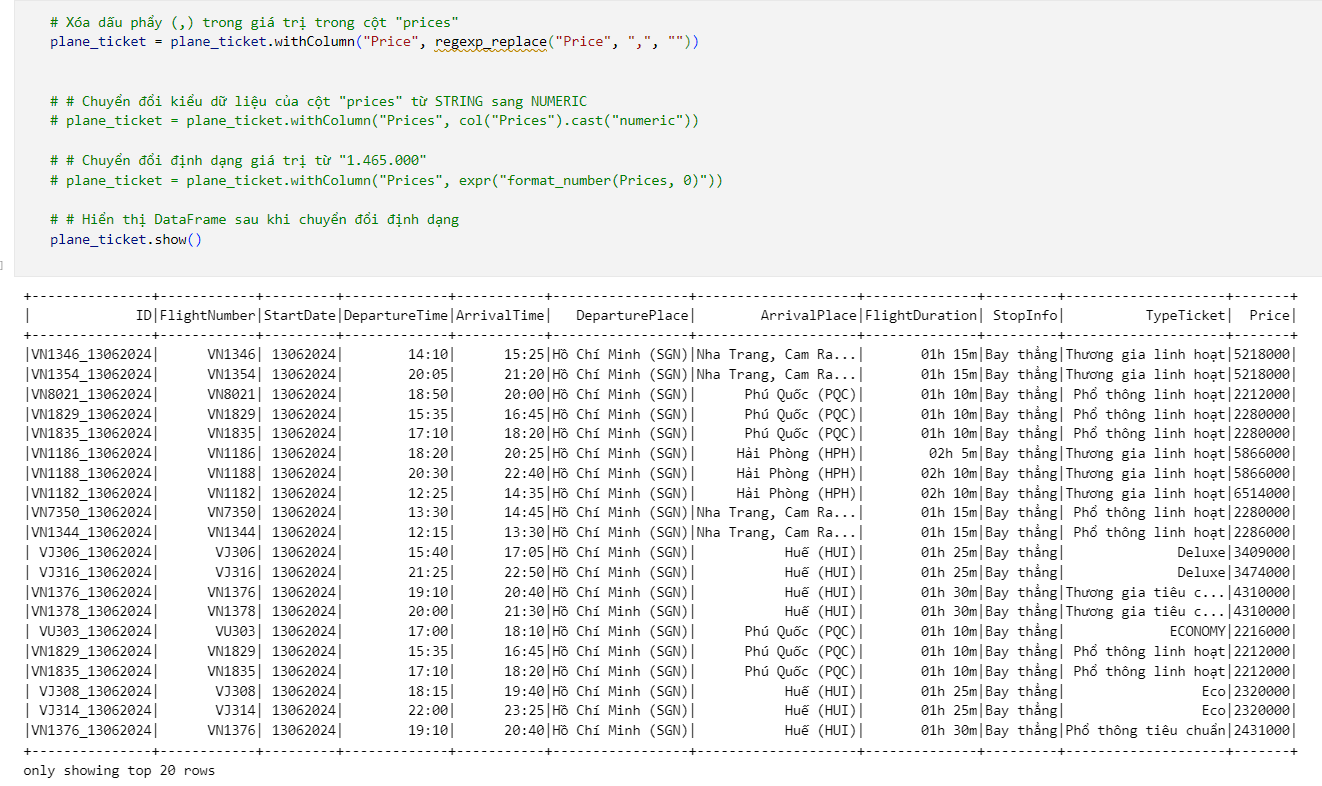 # Xóa dấu phẩy (,) trong giá trị trong cột "prices"
plane_ticket = plane_ticket.withColumn("Price", regexp_replace("Price", ",", ""))
# # Chuyển đổi kiểu dữ liệu của cột "prices" từ STRING sang NUMERIC
# plane_ticket = plane_ticket.withColumn("Prices", col("Prices").cast("numeric"))
# # Chuyển đổi định dạng giá trị từ "1.465.000"
# plane_ticket = plane_ticket.withColumn("Prices", expr("format_number(Prices, 0)"))
# # Hiển thị DataFrame sau khi chuyển đổi định dạng
plane_ticket.show()
+---------------+------------+---------+-------------+-----------+-----------------+--------------------+--------------+---------+--------------------+-------+
|             ID|FlightNumber|StartDate|DepartureTime|ArrivalTime|   DeparturePlace|        ArrivalPlace|FlightDuration| StopInfo|          TypeTicket|  Price|
+---------------+------------+---------+-------------+-----------+-----------------+--------------------+--------------+---------+--------------------+-------+
|VN1346_13062024|      VN1346| 13062024|        14:10|      15:25|Hồ Chí Minh (SGN)|Nha Trang, Cam Ra...|       01h 15m|Bay thẳng|Thương gia linh hoạt|5218000|
|VN1354_13062024|      VN1354| 13062024|        20:05|      21:20|Hồ Chí Minh (SGN)|Nha Trang, Cam Ra...|       01h 15m|Bay thẳng|Thương gia linh hoạt|5218000|
|VN8021_13062024|      VN8021| 13062024|        18:50|      20:00|Hồ Chí Minh (SGN)|      Phú Quốc (PQC)|       01h 10m|Bay thẳng| Phổ thông linh hoạt|2212000|
|VN1829_13062024|      VN1829| 13062024|        15:35|      16:45|Hồ Chí Minh (SGN)|      Phú Quốc (PQC)|       01h 10m|Bay thẳng| Phổ thông linh hoạt|2280000|
|VN1835_13062024|      VN1835| 13062024|        17:10|      18:20|Hồ Chí Minh (SGN)|      Phú Quốc (PQC)|       01h 10m|Bay thẳng| Phổ thông linh hoạt|2280000|
|VN1186_13062024|      VN1186| 13062024|        18:20|      20:25|Hồ Chí Minh (SGN)|     Hải Phòng (HPH)|        02h 5m|Bay thẳng|Thương gia linh hoạt|5866000|
|VN1188_13062024|      VN1188| 13062024|        20:30|      22:40|Hồ Chí Minh (SGN)|     Hải Phòng (HPH)|       02h 10m|Bay thẳng|Thương gia linh hoạt|5866000|
|VN1182_13062024|      VN1182| 13062024|        12:25|      14:35|Hồ Chí Minh (SGN)|     Hải Phòng (HPH)|       02h 10m|Bay thẳng|Thương gia linh hoạt|6514000|
|VN7350_13062024|      VN7350| 13062024|        13:30|      14:45|Hồ Chí Minh (SGN)|Nha Trang, Cam Ra...|       01h 15m|Bay thẳng| Phổ thông linh hoạt|2280000|
|VN1344_13062024|      VN1344| 13062024|        12:15|      13:30|Hồ Chí Minh (SGN)|Nha Trang, Cam Ra...|       01h 15m|Bay thẳng| Phổ thông linh hoạt|2286000|
| VJ306_13062024|       VJ306| 13062024|        15:40|      17:05|Hồ Chí Minh (SGN)|           Huế (HUI)|       01h 25m|Bay thẳng|              Deluxe|3409000|
| VJ316_13062024|       VJ316| 13062024|        21:25|      22:50|Hồ Chí Minh (SGN)|           Huế (HUI)|       01h 25m|Bay thẳng|              Deluxe|3474000|
|VN1376_13062024|      VN1376| 13062024|        19:10|      20:40|Hồ Chí Minh (SGN)|           Huế (HUI)|       01h 30m|Bay thẳng|Thương gia tiêu c...|4310000|
|VN1378_13062024|      VN1378| 13062024|        20:00|      21:30|Hồ Chí Minh (SGN)|           Huế (HUI)|       01h 30m|Bay thẳng|Thương gia tiêu c...|4310000|
| VU303_13062024|       VU303| 13062024|        17:00|      18:10|Hồ Chí Minh (SGN)|      Phú Quốc (PQC)|       01h 10m|Bay thẳng|             ECONOMY|2216000|
|VN1829_13062024|      VN1829| 13062024|        15:35|      16:45|Hồ Chí Minh (SGN)|      Phú Quốc (PQC)|       01h 10m|Bay thẳng| Phổ thông linh hoạt|2212000|
|VN1835_13062024|      VN1835| 13062024|        17:10|      18:20|Hồ Chí Minh (SGN)|      Phú Quốc (PQC)|       01h 10m|Bay thẳng| Phổ thông linh hoạt|2212000|
| VJ308_13062024|       VJ308| 13062024|        18:15|      19:40|Hồ Chí Minh (SGN)|           Huế (HUI)|       01h 25m|Bay thẳng|                 Eco|2320000|
| VJ314_13062024|       VJ314| 13062024|        22:00|      23:25|Hồ Chí Minh (SGN)|           Huế (HUI)|       01h 25m|Bay thẳng|                 Eco|2320000|
|VN1376_13062024|      VN1376| 13062024|        19:10|      20:40|Hồ Chí Minh (SGN)|           Huế (HUI)|       01h 30m|Bay thẳng|Phổ thông tiêu chuẩn|2431000|
+---------------+------------+---------+-------------+-----------+-----------------+--------------------+--------------+---------+--------------------+-------+
only showing top 20 rows